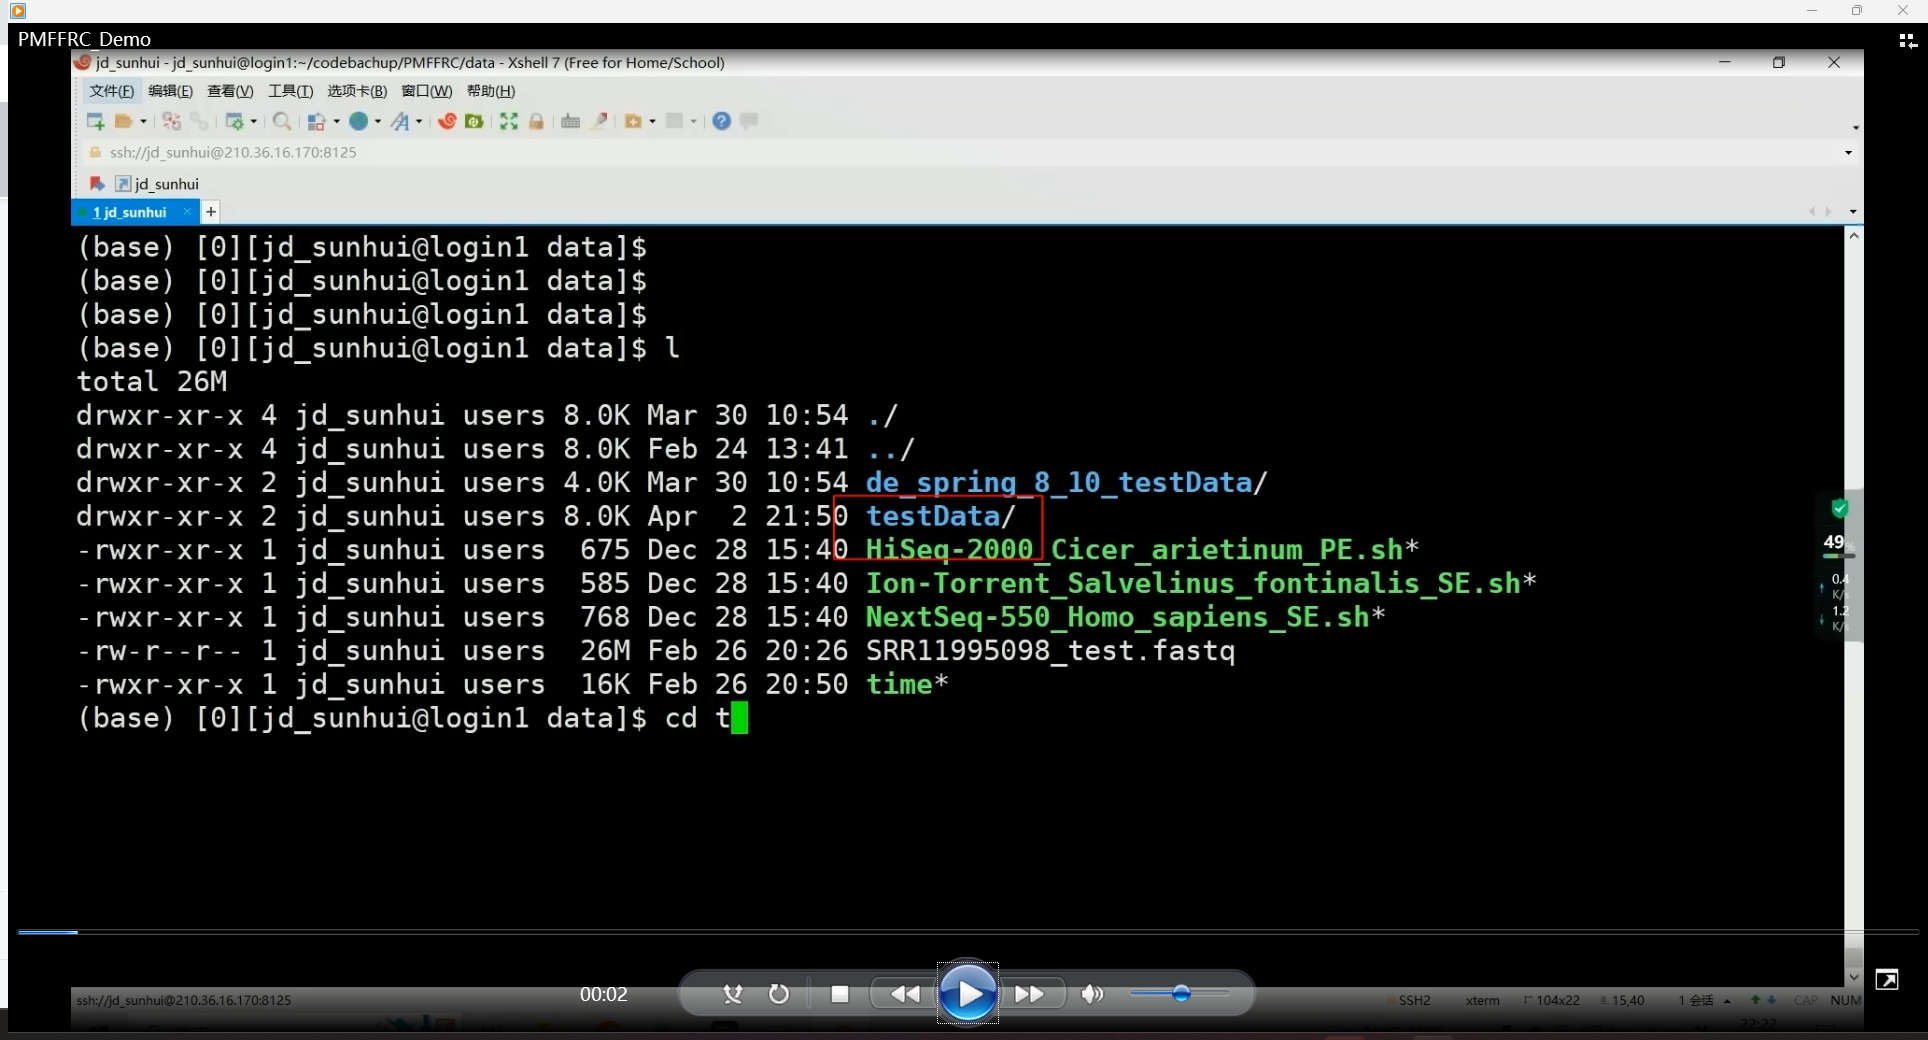 PMFFRC_Demo
jd_sunhui - jd_sunhui@login1:~/codebachup/PMFFRC/data - Xshell 7 (Free for Home/School)
文件(F) 编辑(E) 查看(V) 工具(T) 选项卡(B) 窗口(W) 帮助(H)
ssh://jd_sunhui@210.36.16.170:8125
jd_sunhui
1 jd_sunhui × +
(base) [0][jd_sunhui@login1 data]$
(base) [0][jd_sunhui@login1 data]$
(base) [0][jd_sunhui@login1 data]$
(base) [0][jd_sunhui@login1 data]$ l
total 26M
drwxr-xr-x 4 jd_sunhui users 8.0K Mar 30 10:54 ./
drwxr-xr-x 4 jd_sunhui users 8.0K Feb 24 13:41 ../
drwxr-xr-x 2 jd_sunhui users 4.0K Mar 30 10:54 de_spring_8_10_testData/
drwxr-xr-x 2 jd_sunhui users 8.0K Apr  2 21:50 testData/
-rwxr-xr-x 1 jd_sunhui users  675 Dec 28 15:40 HiSeq-2000_Cicer_arietinum_PE.sh*
-rwxr-xr-x 1 jd_sunhui users  585 Dec 28 15:40 Ion-Torrent_Salvelinus_fontinalis_SE.sh*
-rwxr-xr-x 1 jd_sunhui users  768 Dec 28 15:40 NextSeq-550_Homo_sapiens_SE.sh*
-rw-r--r-- 1 jd_sunhui users  26M Feb 26 20:26 SRR11995098_test.fastq
-rwxr-xr-x 1 jd_sunhui users  16K Feb 26 20:50 time*
(base) [0][jd_sunhui@login1 data]$ cd t
49%
0.4
K/s
1.2
K/s
00:02
ssh://jd_sunhui@210.36.16.170:8125
SSH2 xterm 104x22 15,40 1 会话 CAP NUM
22:22